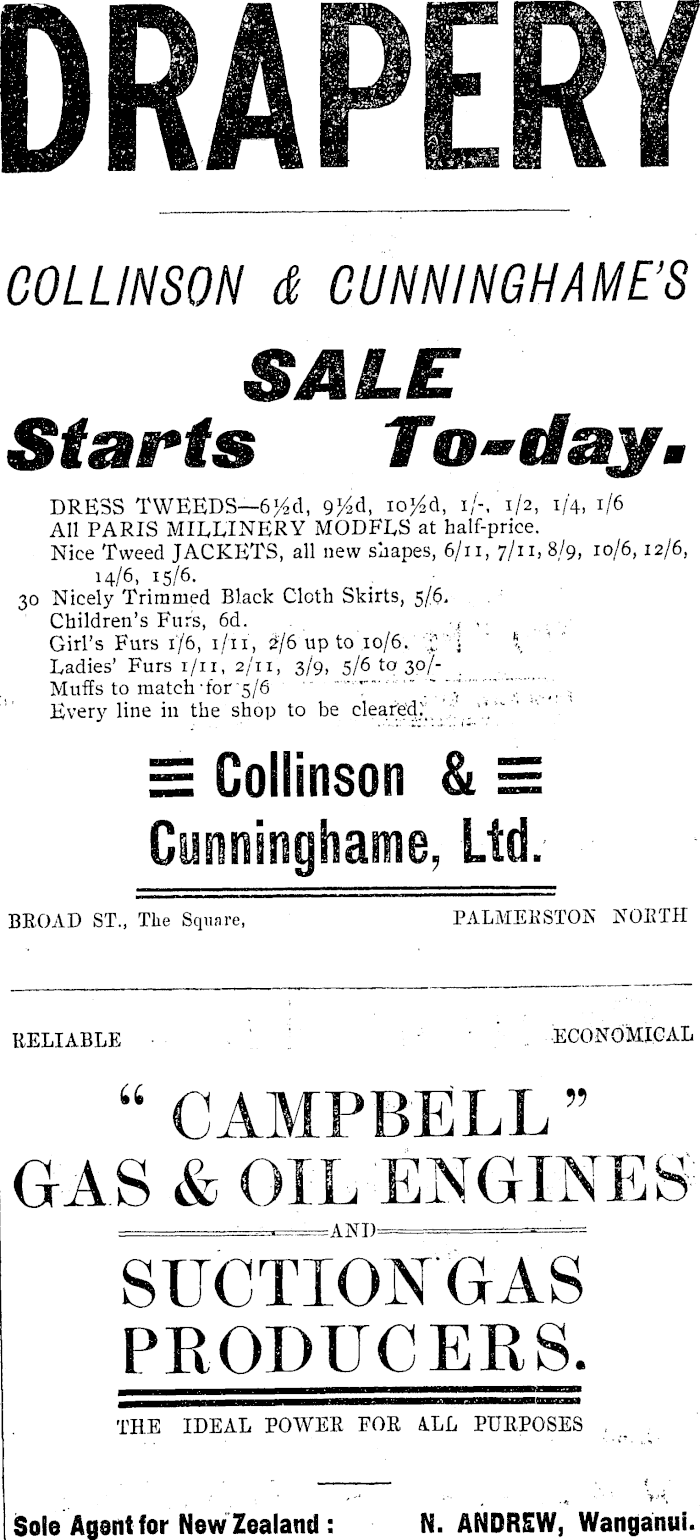 DRAPERY
COLLINSON & CUNNINGHAME'S
SALE
Starts To-day.
DRESS TWEEDS—6½d, 9½d, 10½d, 1/-, 1/2, 1/4, 1/6
All PARIS MILLINERY MODELS at half-price.
Nice Tweed JACKETS, all new shapes, 6/11, 7/11, 8/9, 10/6, 12/6,
14/6, 15/6.
30 Nicely Trimmed Black Cloth Skirts, 5/6.
Children's Furs, 6d.
Girl's Furs 1/6, 1/11, 2/6 up to 10/6.
Ladies' Furs 1/11, 2/11, 3/9, 5/6 to 30/-
Muffs to match for 5/6
Every line in the shop to be cleared.
Collinson &
Cunninghame, Ltd.
BROAD ST., The Square, PALMERSTON NORTH
RELIABLE ECONOMICAL
"CAMPBELL"
GAS & OIL ENGINES
AND
SUCTION GAS
PRODUCERS.
THE IDEAL POWER FOR ALL PURPOSES
Sole Agent for New Zealand : N. ANDREW, Wanganui.